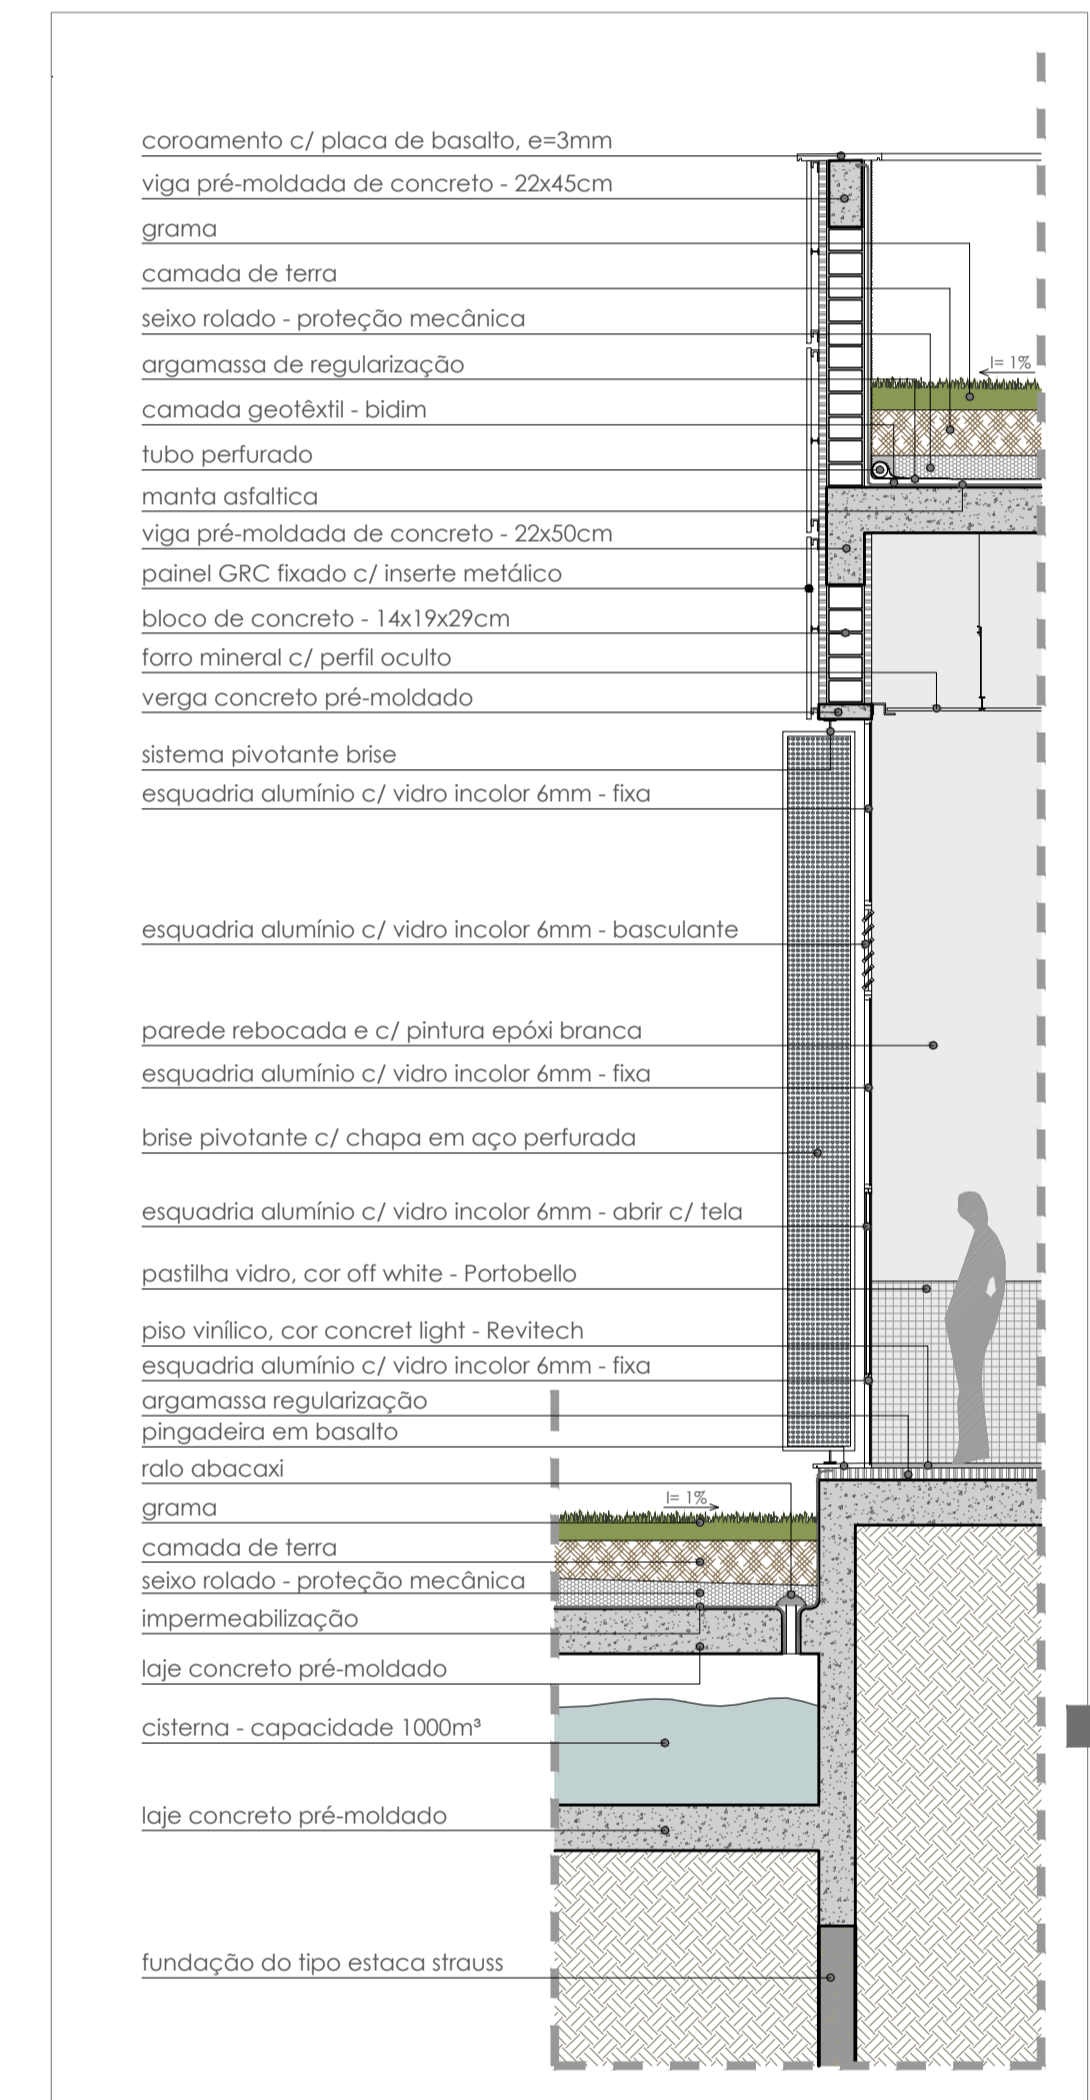 coroamento c/ placa de basalto, e=3mm
viga pré-moldada de concreto - 22x45cm
grama
camada de terra
seixo rolado - proteção mecânica
argamassa de regularização
I= 1%
camada geotêxtil - bidim
tubo perfurado
manta asfaltica
viga pré-moldada de concreto - 22x50cm
painel GRC fixado c/ inserte metálico
bloco de concreto - 14x19x29cm
forro mineral c/ perfil oculto
verga concreto pré-moldado
sistema pivotante brise
esquadria alumínio c/ vidro incolor 6mm - fixa
esquadria alumínio c/ vidro incolor 6mm - basculante
parede rebocada e c/ pintura epóxi branca
esquadria alumínio c/ vidro incolor 6mm - fixa
brise pivotante c/ chapa em aço perfurada
esquadria alumínio c/ vidro incolor 6mm - abrir c/ tela
pastilha vidro, cor off white - Portobello
piso vinílico, cor concret light - Revitech
esquadria alumínio c/ vidro incolor 6mm - fixa
argamassa regularização
pingadeira em basalto
ralo abacaxi
I= 1%
grama
camada de terra
seixo rolado - proteção mecânica
impermeabilização
laje concreto pré-moldado
cisterna - capacidade 1000m³
laje concreto pré-moldado
fundação do tipo estaca strauss